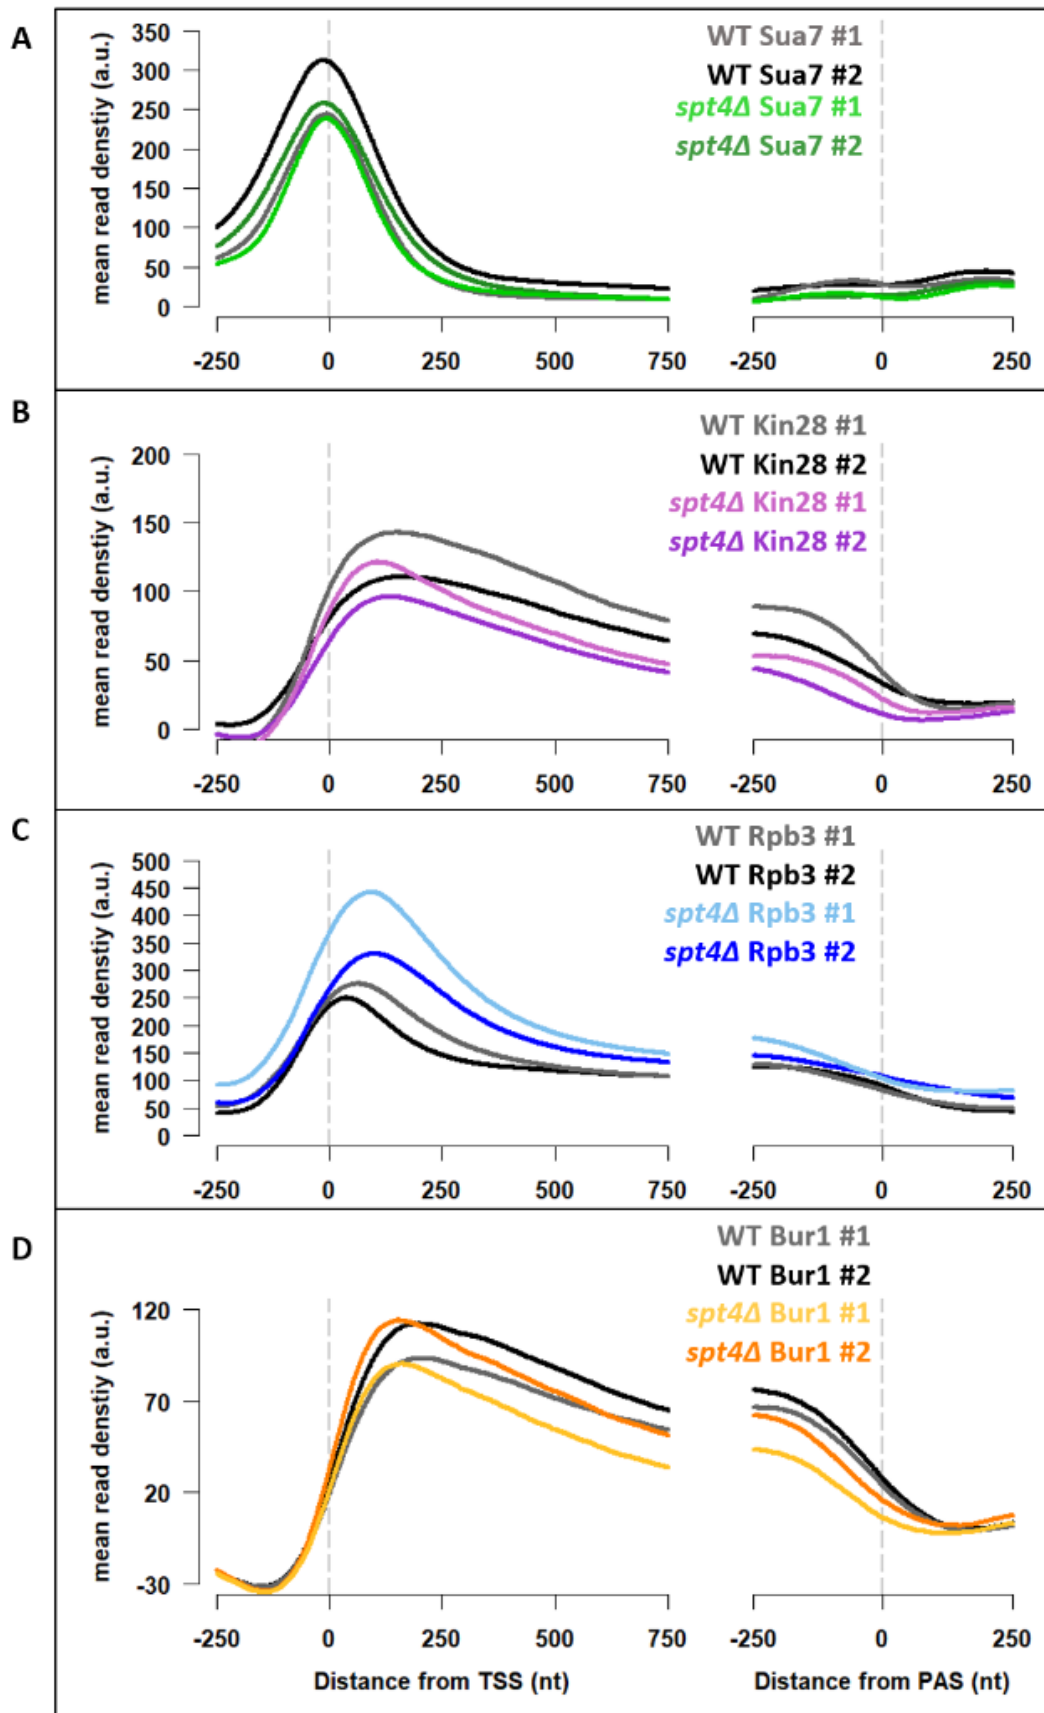 A
mean read denstiy (a.u.)
350
300
250
200
150
100
50
0
WT Sua7 #1
WT Sua7 #2
spt4Δ Sua7 #1
spt4Δ Sua7 #2
-250 0 250 500 750 -250 0 250
B
mean read denstiy (a.u.)
200
150
100
50
0
WT Kin28 #1
WT Kin28 #2
spt4Δ Kin28 #1
spt4Δ Kin28 #2
-250 0 250 500 750 -250 0 250
C
mean read denstiy (a.u.)
500
450
400
350
300
250
200
150
100
50
0
WT Rpb3 #1
WT Rpb3 #2
spt4Δ Rpb3 #1
spt4Δ Rpb3 #2
-250 0 250 500 750 -250 0 250
D
mean read denstiy (a.u.)
120
70
20
-30
WT Bur1 #1
WT Bur1 #2
spt4Δ Bur1 #1
spt4Δ Bur1 #2
-250 0 250 500 750 -250 0 250
Distance from TSS (nt) Distance from PAS (nt)